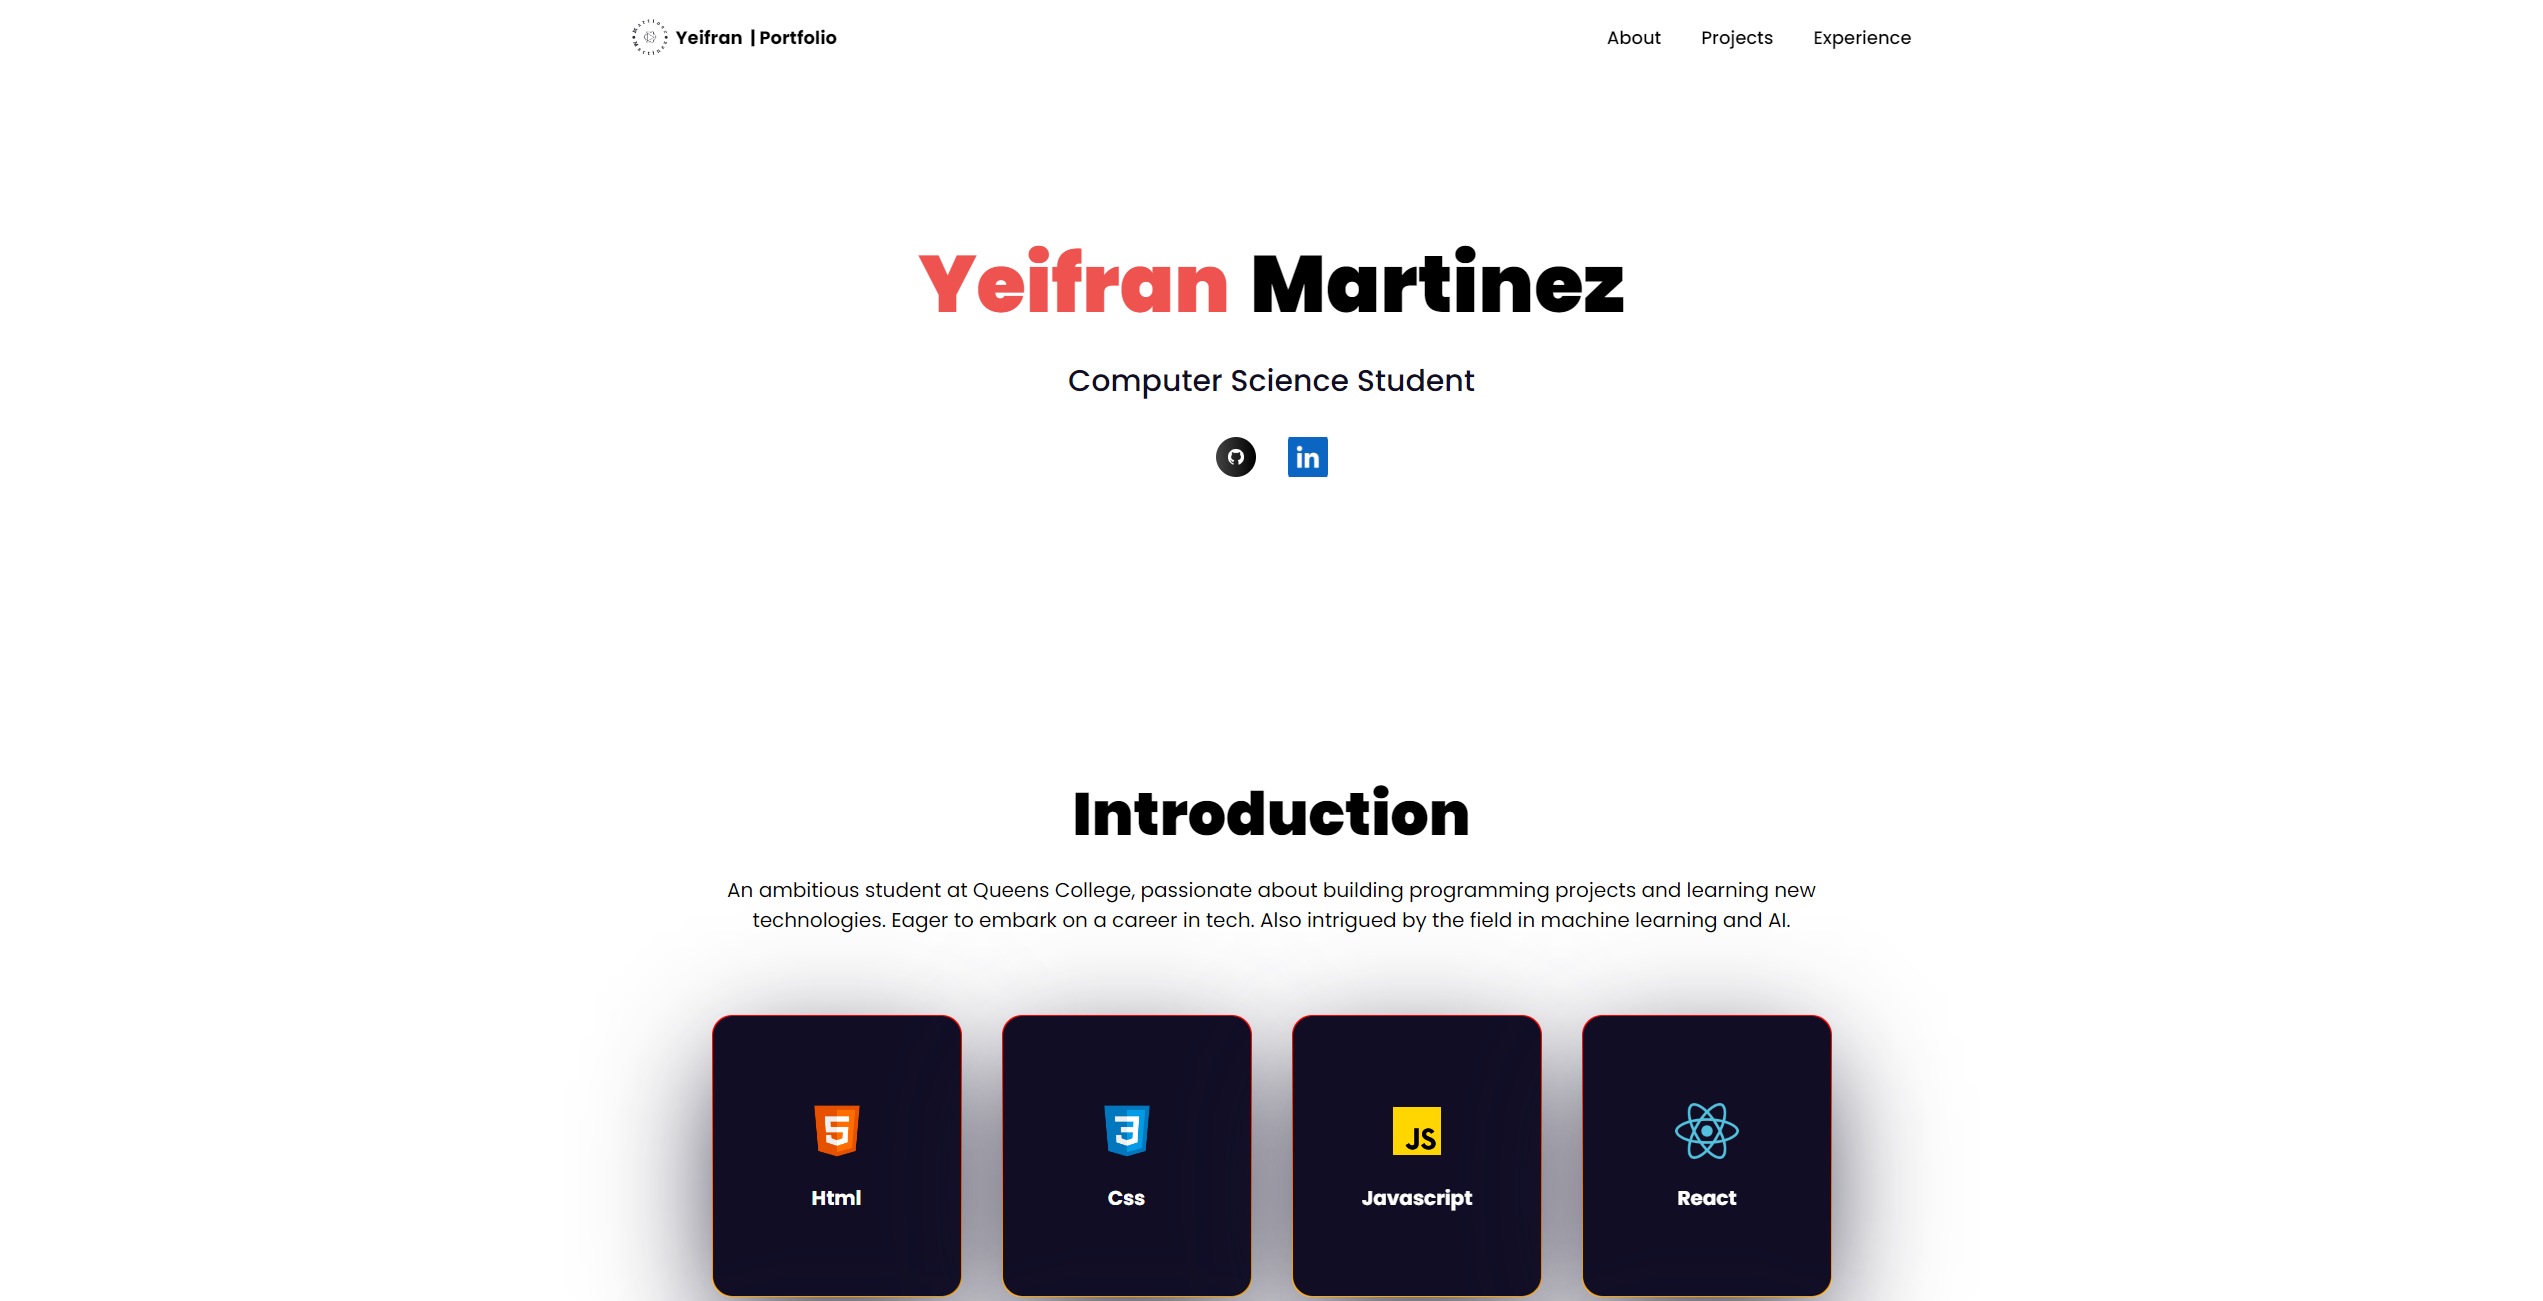 Yeifran | Portfolio
About Projects Experience
Yeifran Martinez
Computer Science Student
in
Introduction
An ambitious student at Queens College, passionate about building programming projects and learning new
technologies. Eager to embark on a career in tech. Also intrigued by the field in machine learning and AI.
5
3
JS
Html
Css
Javascript
React